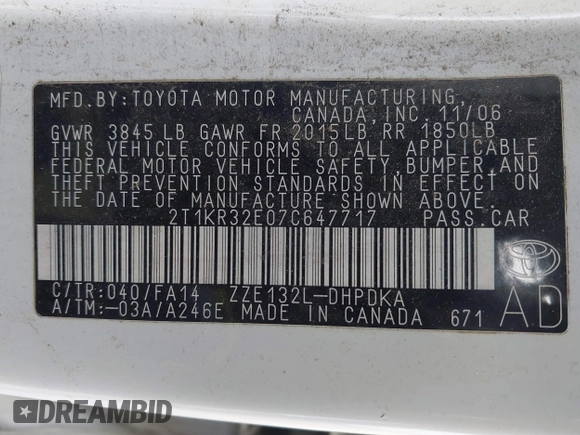 MFD.BY:TOYOTA MOTOR MANUFACTURING,
CANADA,INC. 11/06
GVWR 3845 LB GAWR FR 2015LB RR 1850LB
THIS VEHICLE CONFORMS TO ALL APPLICABLE
FEDERAL MOTOR VEHICLE SAFETY,BUMPER,AND
THEFT PREVENTION STANDARDS IN EFFECT ON
THE DATE OF MANUFACTURE SHOWN ABOVE.
2T1KR32E07C647717 PASS.CAR
C/TR:040/FA14 ZZE132L-DHPDKA
A/TM:-03A/A246E MADE IN CANADA 671
AD
DREAMBID